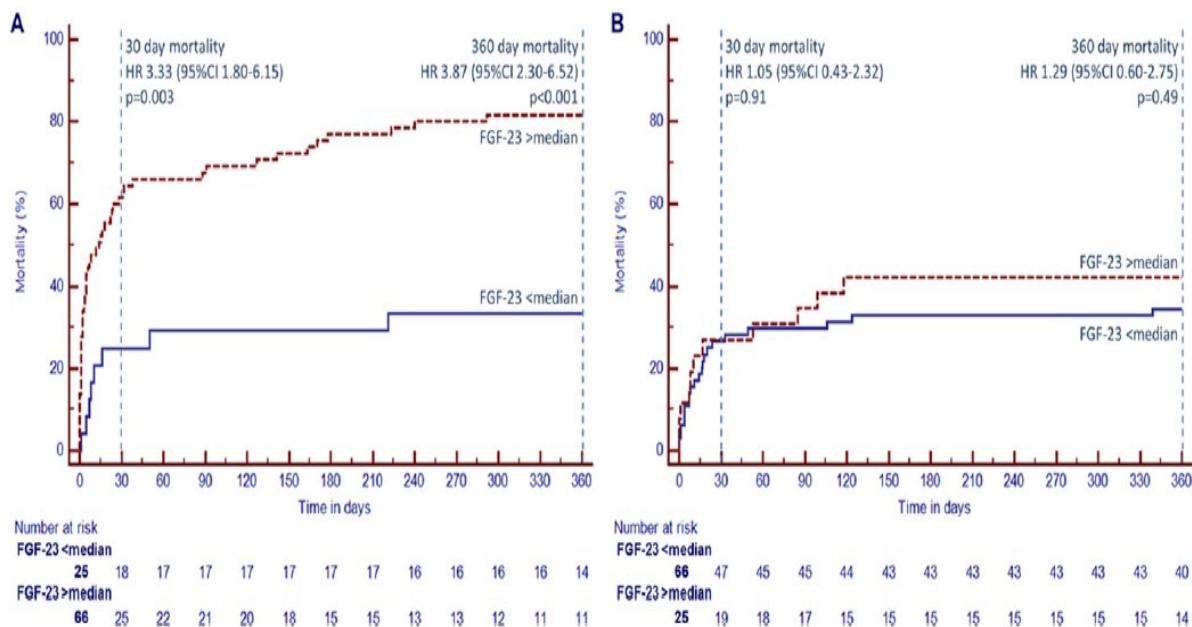 A
100
80
60
40
20
0
Mortality (%)
30 day mortality
HR 3.33 (95%CI 1.80-6.15)
p=0.003
360 day mortality
HR 3.87 (95%CI 2.30-6.52)
p<0.001
FGF-23 >median
FGF-23 <median
0 30 60 90 120 150 180 210 240 270 300 330 360
Time in days
Number at risk
FGF-23 <median
25 18 17 17 17 17 17 17 16 16 16 16 14
FGF-23 >median
66 25 22 21 20 18 15 15 13 13 12 11 11
B
100
80
60
40
20
0
Mortality (%)
30 day mortality
HR 1.05 (95%CI 0.43-2.32)
p=0.91
360 day mortality
HR 1.29 (95%CI 0.60-2.75)
p=0.49
FGF-23 >median
FGF-23 <median
0 30 60 90 120 150 180 210 240 270 300 330 360
Time in days
Number at risk
FGF-23 <median
66 47 45 45 44 43 43 43 43 43 43 43 40
FGF-23 >median
25 19 18 17 15 15 15 15 15 15 15 15 14